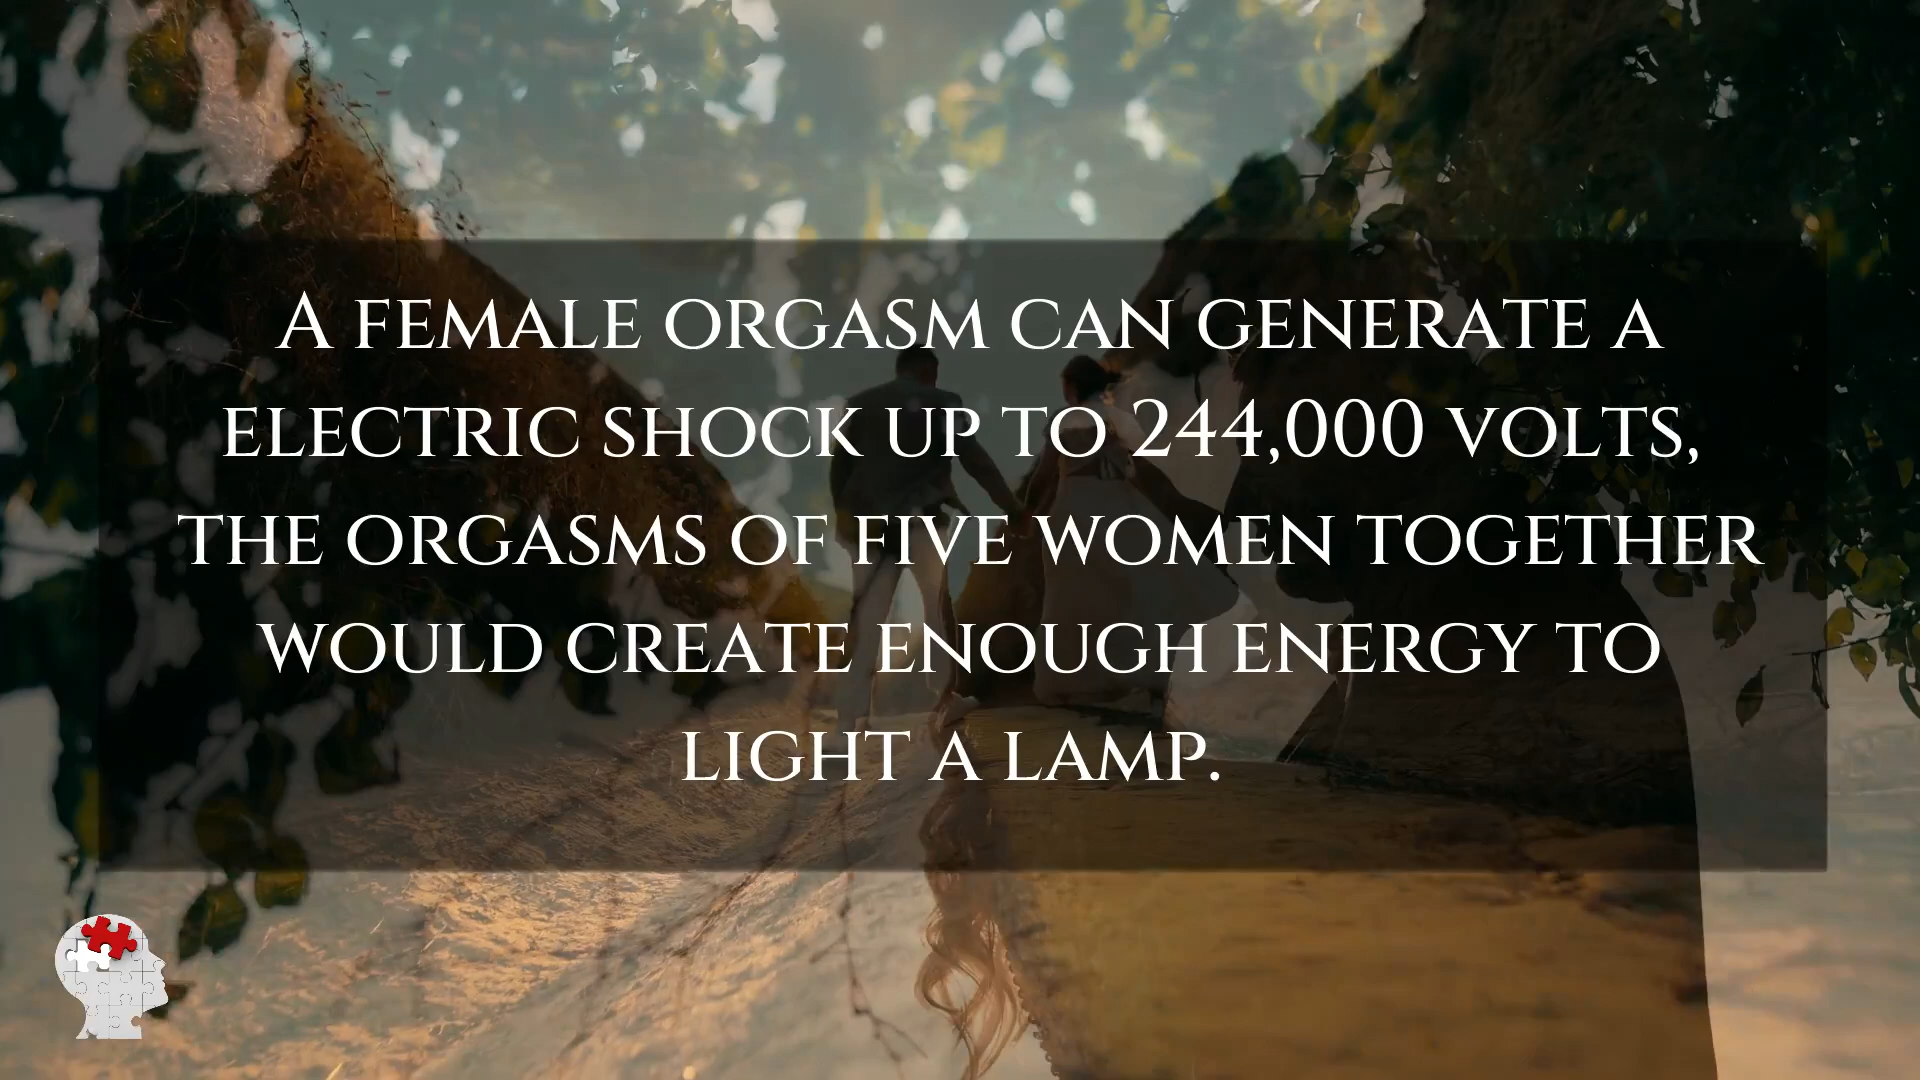 A female orgasm can generate a
electric shock up to 244,000 volts,
the orgasms of five women together
would create enough energy to
light a lamp.